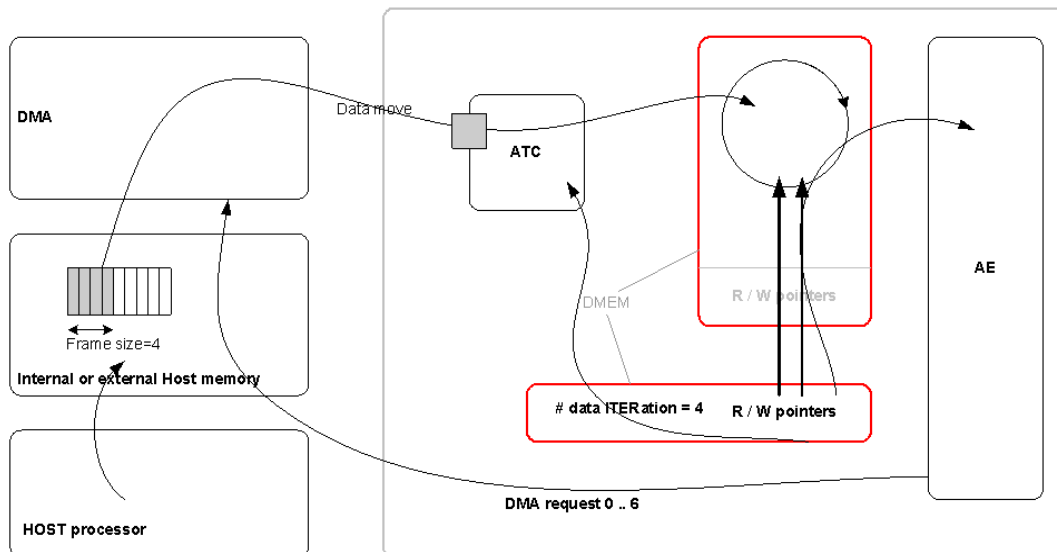 DMA
Data move
ATC
AE
R / W pointers
DMEM
Frame size=4
Internal or external Host memory
# data ITERation = 4
R / W pointers
DMA request 0 .. 6
HOST processor